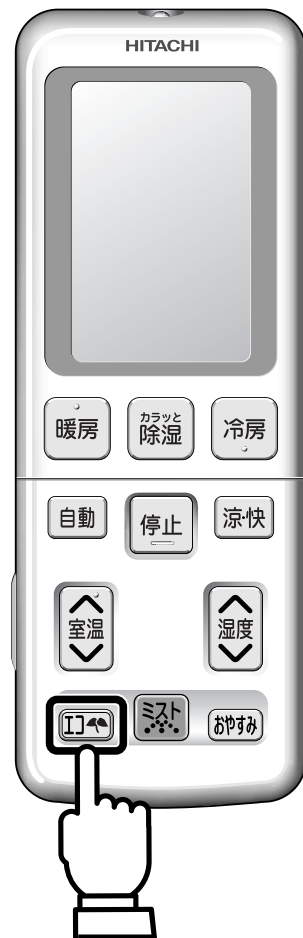 HITACHI
暖房 カラッと除湿 冷房
自動 停止 涼・快
室温 湿度
エコ ミスト おやすみ